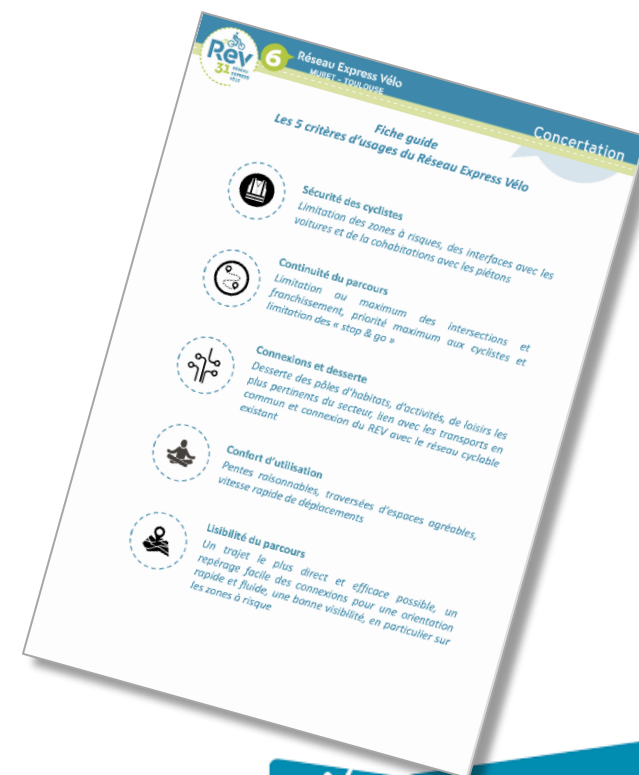 Rev
31 RÉSEAU
EXPRESS
VÉLO
6
Réseau Express Vélo
MURET - TOULOUSE
Concertation
Fiche guide
Les 5 critères d'usages du Réseau Express Vélo
Sécurité des cyclistes
Limitation des zones à risques, des interfaces avec les
voitures et de la cohabitations avec les piétons
Continuité du parcours
Limitation au maximum des intersections et
franchissement, priorité maximum aux cyclistes et
limitation des « stop & go »
Connexions et desserte
Desserte des pôles d'habitats, d'activités, de loisirs les
plus pertinents du secteur, lien avec les transports en
commun et connexion du REV avec le réseau cyclable
existant
Confort d'utilisation
Pentes raisonnables, traversées d'espaces agréables,
vitesse rapide de déplacements
Lisibilité du parcours
Un trajet le plus direct et efficace possible, un
repérage facile des connexions pour une orientation
rapide et fluide, une bonne visibilité, en particulier sur
les zones à risque